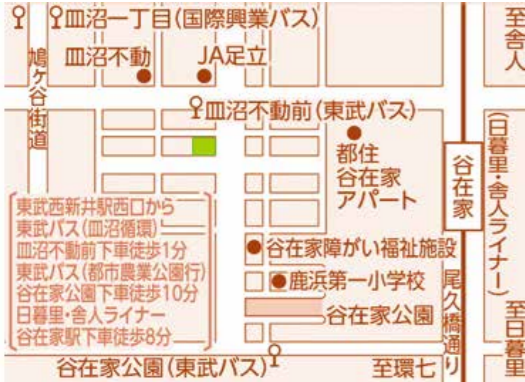 皿沼一丁目(国際興業バス)
至舎人
皿沼不動
JA足立
鳩ヶ谷街道
皿沼不動前(東武バス)
(日暮里・舎人ライナー)
都住
谷在家
アパート
谷在家
東武西新井駅西口から
東武バス(皿沼循環)
皿沼不動前下車徒歩1分
東武バス(都市農業公園行)
谷在家公園下車徒歩10分
日暮里・舎人ライナー
谷在家駅下車徒歩8分
谷在家障がい福祉施設
鹿浜第一小学校
尾久橋通り
谷在家公園
至日暮里
谷在家公園(東武バス)
至環七